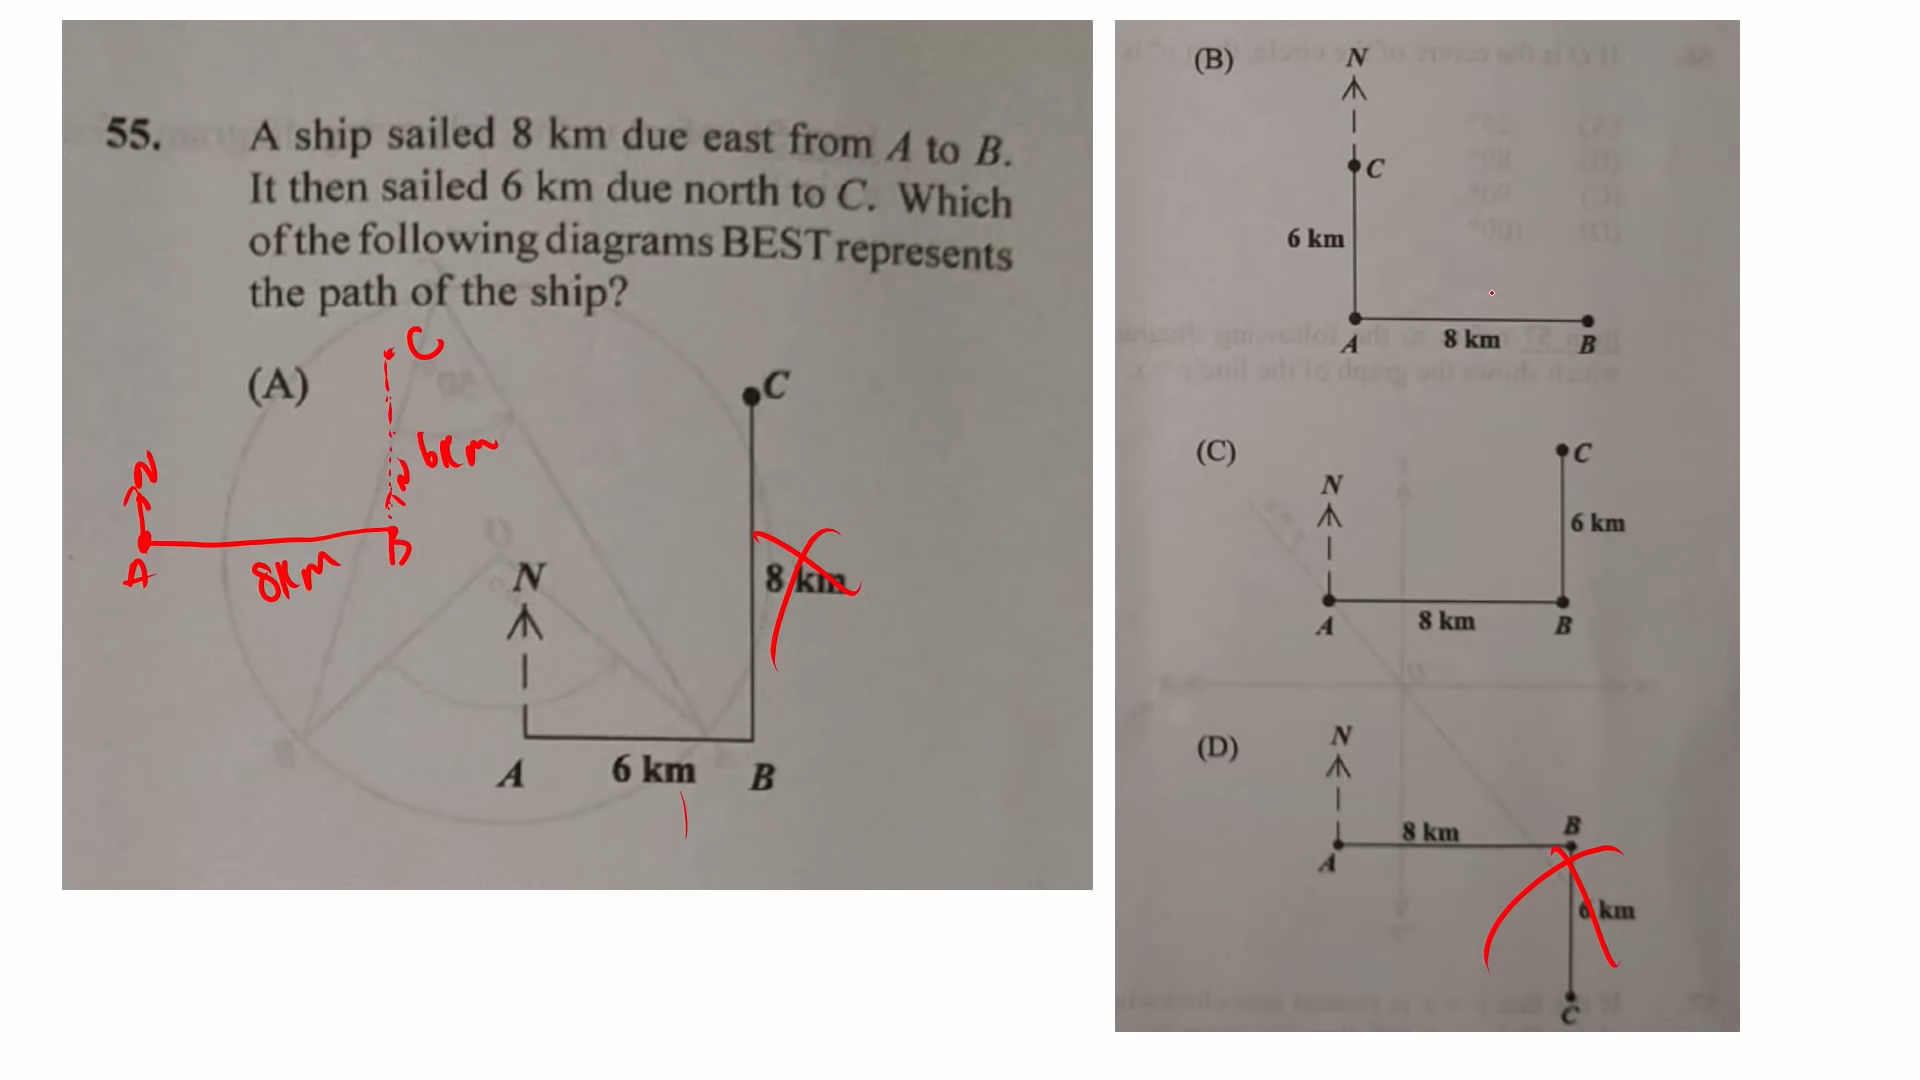 55. A ship sailed 8 km due east from A to B.
It then sailed 6 km due north to C. Which
of the following diagrams BEST represents
the path of the ship?
(A)
C
8 km
N
A
6 km
B
C
6km
N
N
A
8km
B
(B)
N
C
6 km
A
8 km
B
(C)
N
C
6 km
A
8 km
B
(D)
N
A
8 km
B
6 km
C